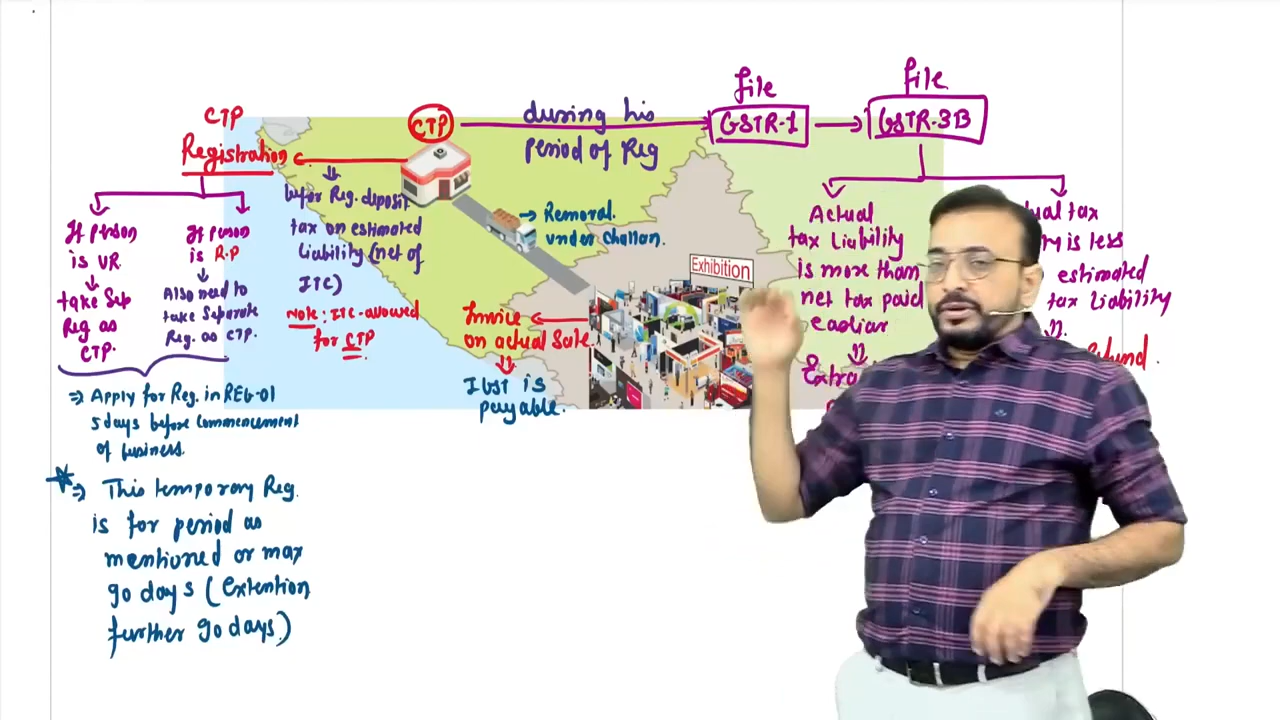 CTP
Registration
If person
is UR
take Sep
Reg as
CTP.
If person
is R.P
Also need to
take Separate
Reg. as CTP.
⇒ Apply for Reg. in REG-01
5 days before Commencement
of business.
⇒ This temporary Reg.
is for period as
mentioned or max
90 days (Extention
further 90 days)
CTP
befor Reg. deposit
tax on estimated
Liability (net of
ITC)
Note: ITC-allowed
for CTP
Removal
under challan.
Exhibition
Invoice
on actual Sale.
IGST is
payable.
during his
period of Reg
file
GSTR-1
file
GSTR-3B
Actual
tax Liability
is more than
net tax paid
Earlier
Extra
tax
is less
estimated
tax Liability